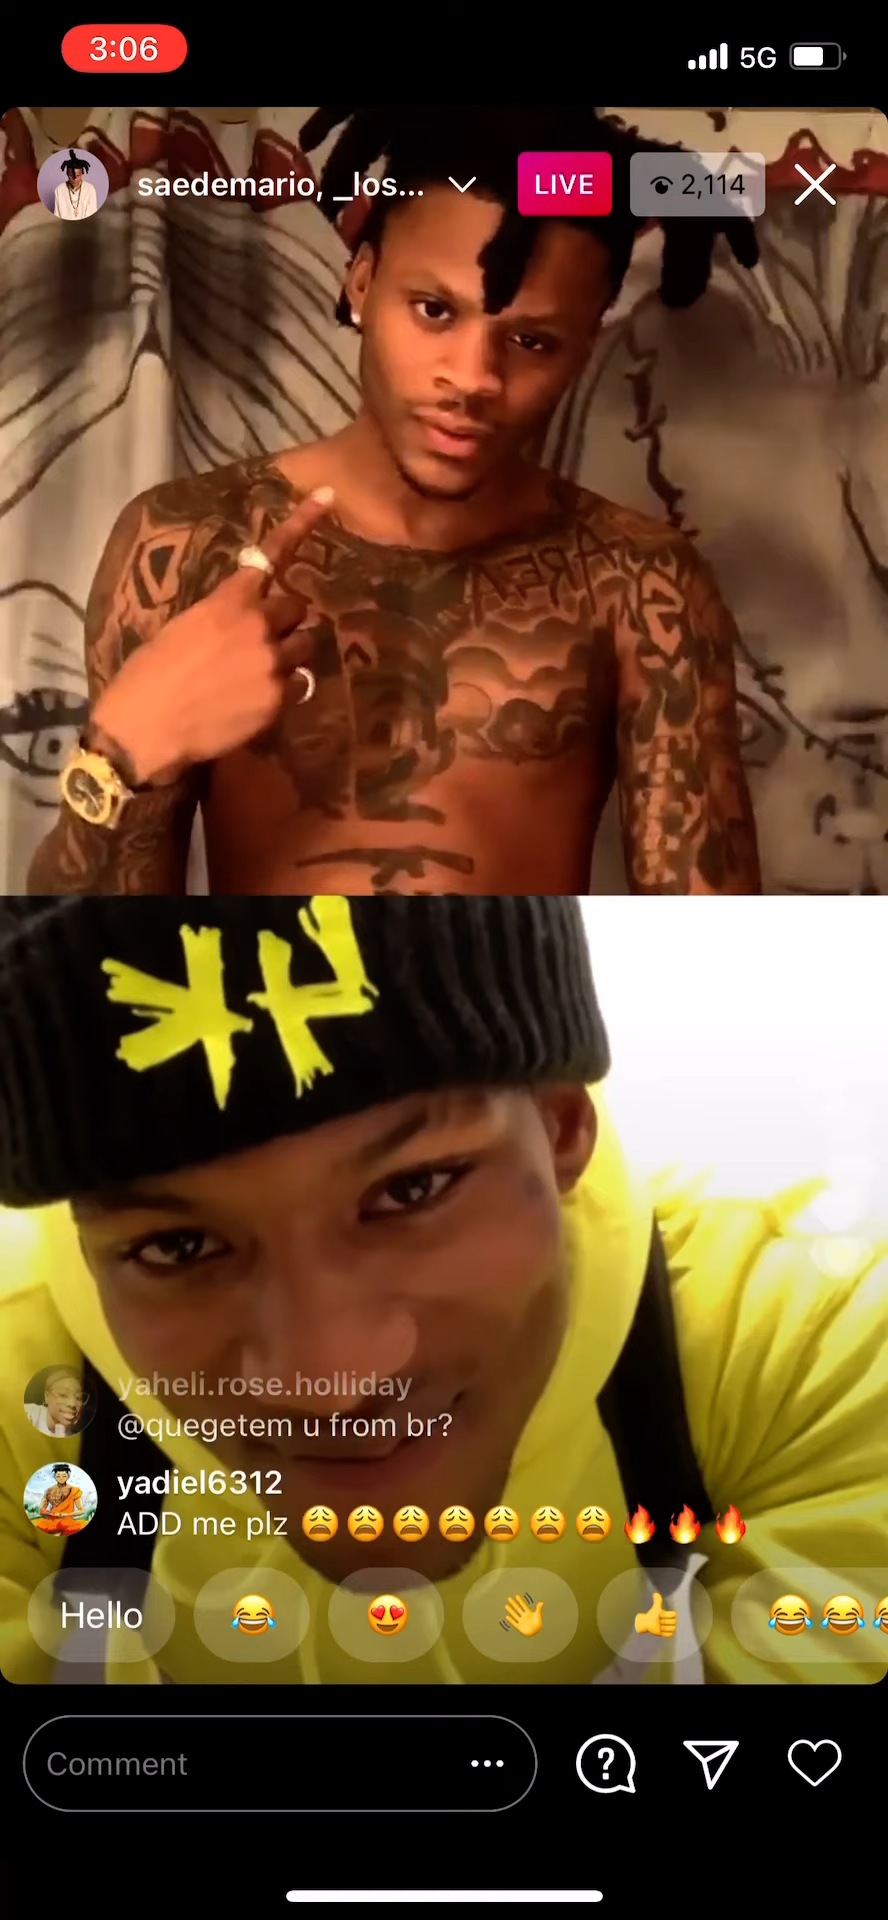 3:06
5G
saedemario, _los...
LIVE
2,114
AREA
yaheli.rose.holliday
@quegetem u from br?
yadiel6312
ADD me plz 😩😩😩😩😩😩😩🔥🔥🔥
Hello 😂 😍 👋 👍 😂😂
Comment